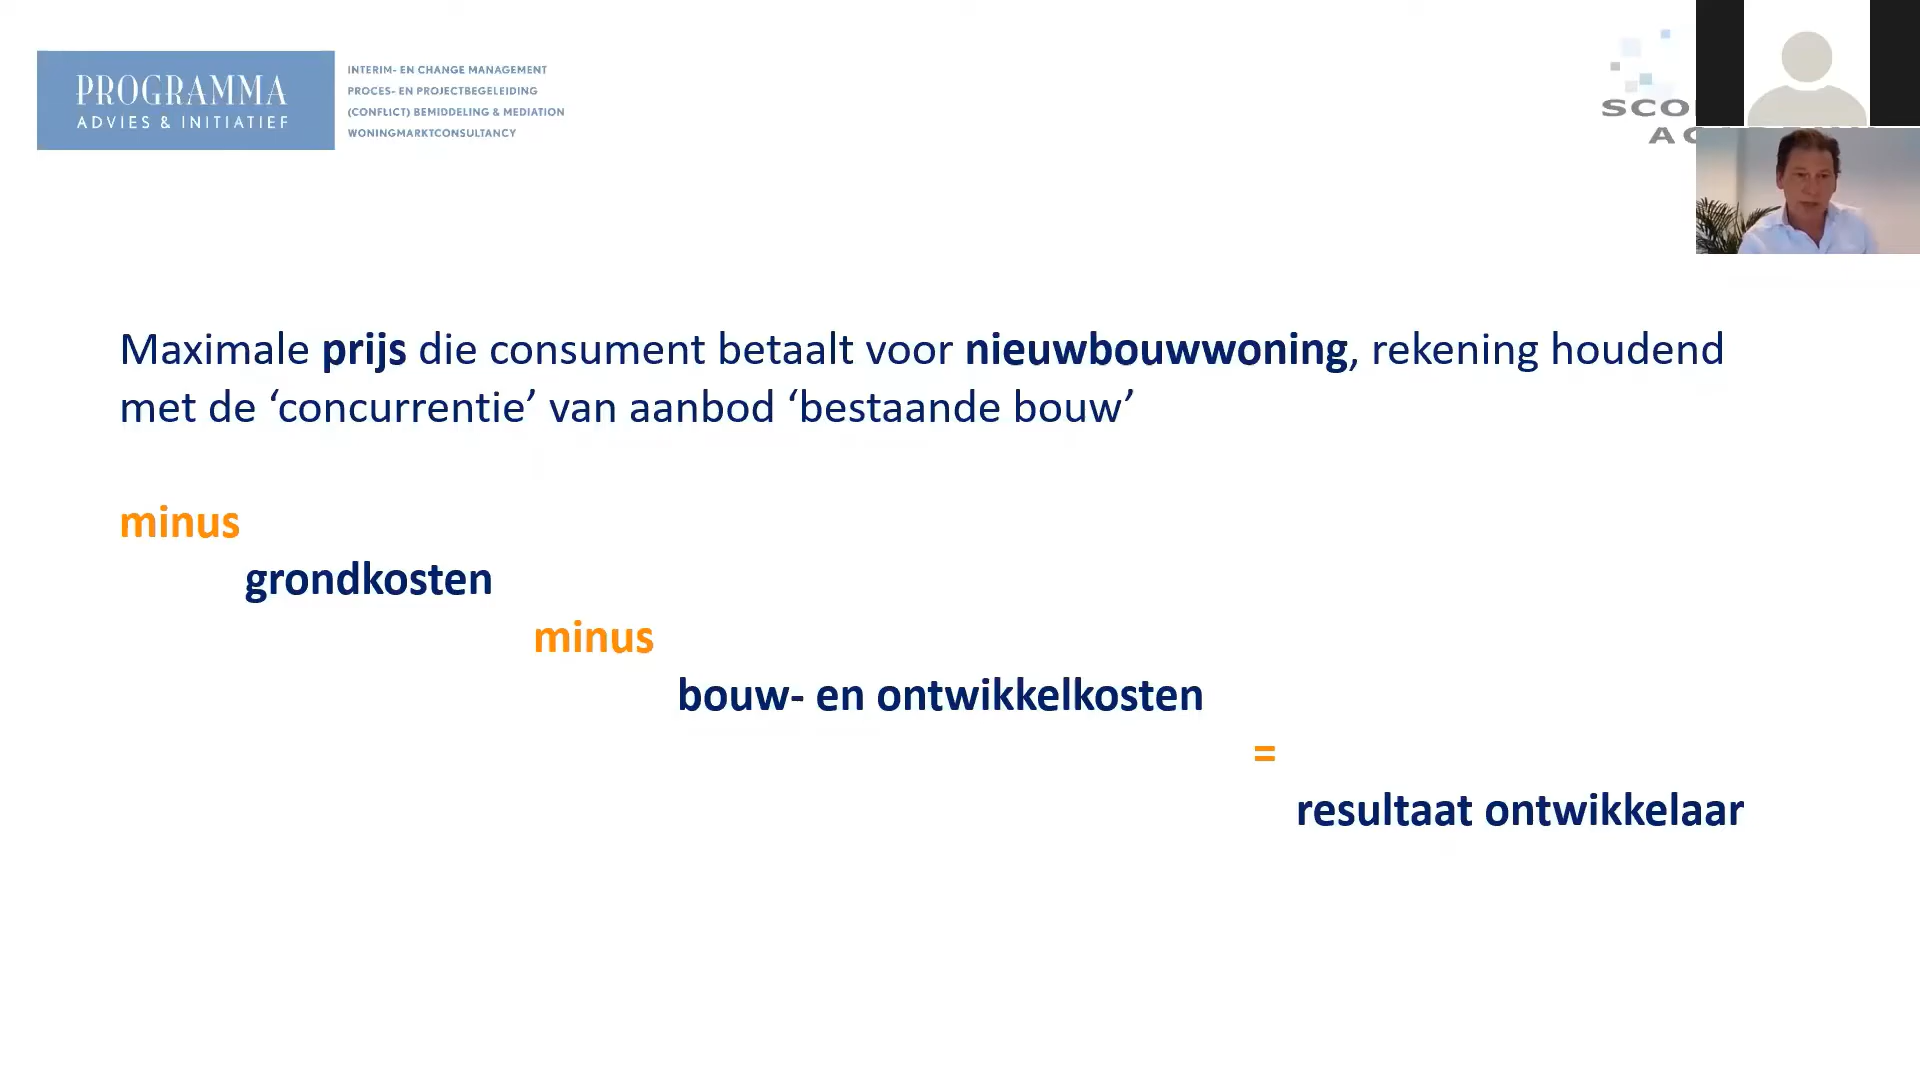 PROGRAMMA
ADVIES & INITIATIEF
INTERIM- EN CHANGE MANAGEMENT
PROCES- EN PROJECTBEGELEIDING
(CONFLICT) BEMIDDELING & MEDIATION
WONINGMARKTCONSULTANCY
Maximale prijs die consument betaalt voor nieuwbouwwoning, rekening houdend
met de ‘concurrentie’ van aanbod ‘bestaande bouw’
minus
grondkosten
minus
bouw- en ontwikkelkosten
=
resultaat ontwikkelaar